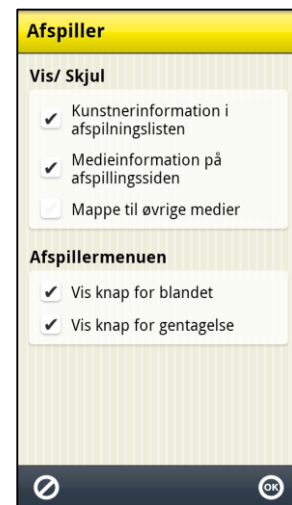 Afspiller
Vis/ Skjul
Kunstnerinformation i
afspilningslisten
Medieinformation på
afspillingssiden
Mappe til øvrige medier
Afspillermenuen
Vis knap for blandet
Vis knap for gentagelse
OK